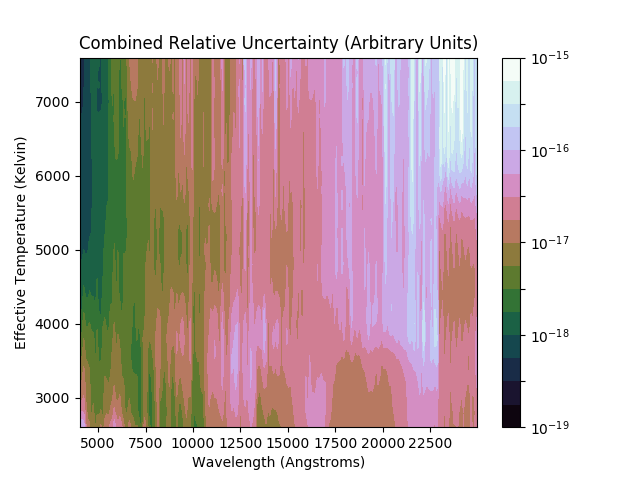 Combined Relative Uncertainty (Arbitrary Units)
Effective Temperature (Kelvin)
7000
6000
5000
4000
3000
5000 7500 10000 12500 15000 17500 20000 22500
Wavelength (Angstroms)
10⁻¹⁵
10⁻¹⁶
10⁻¹⁷
10⁻¹⁸
10⁻¹⁹